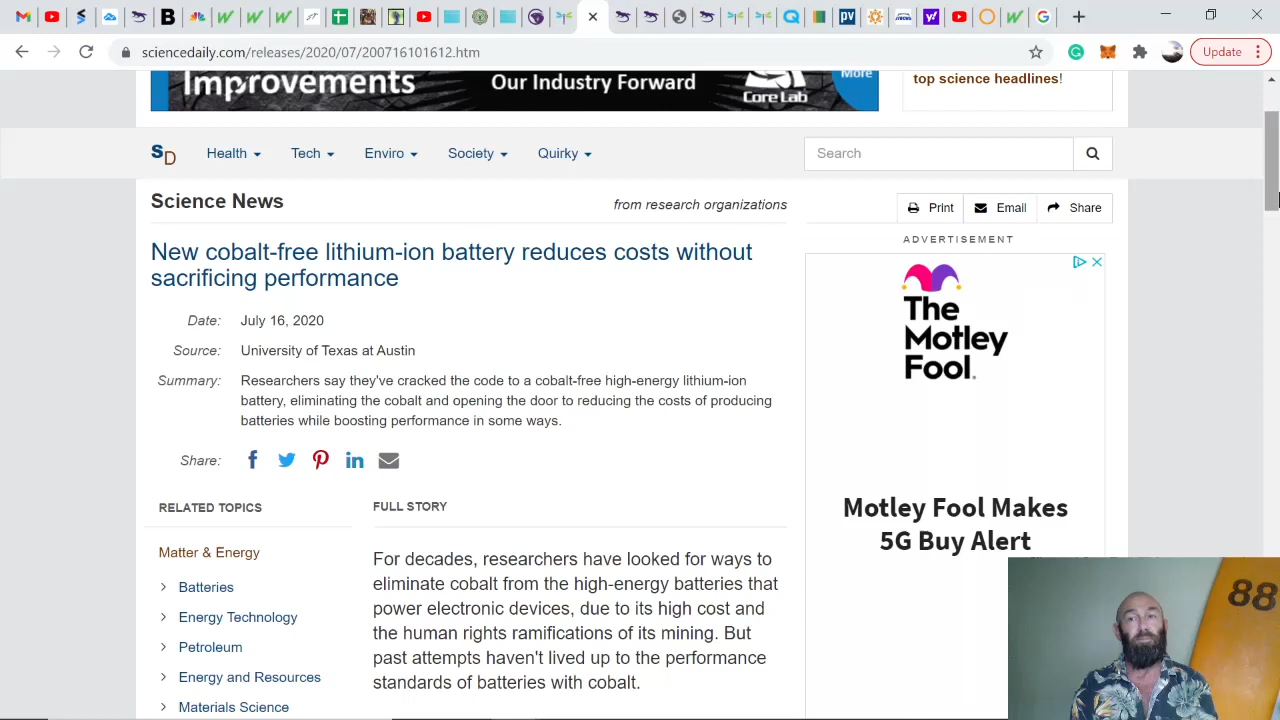 sciencedaily.com/releases/2020/07/200716101612.htm
Update
Improvements
Our Industry Forward
Core Lab
More
top science headlines!
SD
Health
Tech
Enviro
Society
Quirky
Search
Science News
from research organizations
Print
Email
Share
ADVERTISEMENT
New cobalt-free lithium-ion battery reduces costs without
sacrificing performance
Date: July 16, 2020
Source: University of Texas at Austin
Summary: Researchers say they've cracked the code to a cobalt-free high-energy lithium-ion
battery, eliminating the cobalt and opening the door to reducing the costs of producing
batteries while boosting performance in some ways.
Share:
RELATED TOPICS
Matter & Energy
Batteries
Energy Technology
Petroleum
Energy and Resources
Materials Science
FULL STORY
For decades, researchers have looked for ways to
eliminate cobalt from the high-energy batteries that
power electronic devices, due to its high cost and
the human rights ramifications of its mining. But
past attempts haven't lived up to the performance
standards of batteries with cobalt.
The
Motley
Fool.
Motley Fool Makes
5G Buy Alert
88